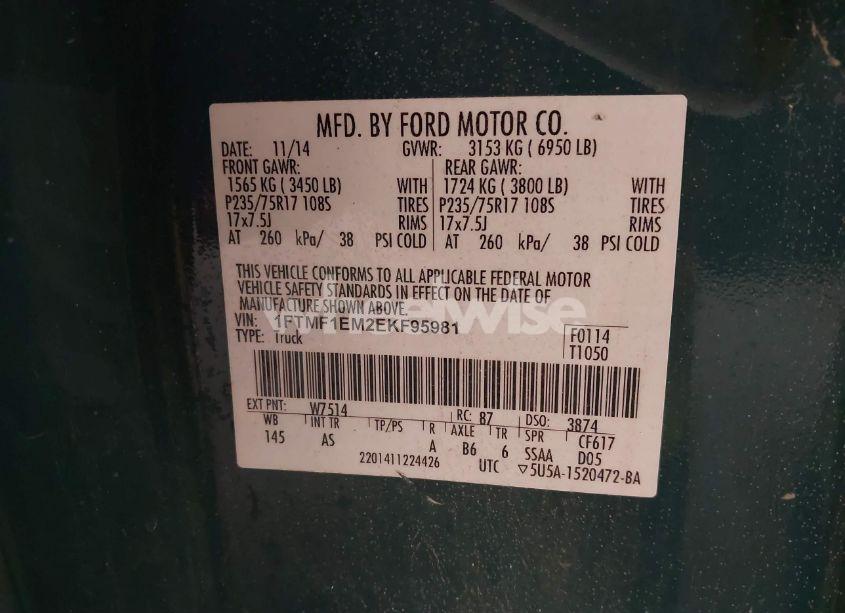 MFD. BY FORD MOTOR CO.
DATE: 11/14 GVWR: 3153 KG ( 6950 LB)
FRONT GAWR: REAR GAWR:
1565 KG ( 3450 LB) WITH 1724 KG ( 3800 LB) WITH
P235/75R17 108S TIRES P235/75R17 108S TIRES
17x7.5J RIMS 17x7.5J RIMS
AT 260 kPa/ 38 PSI COLD AT 260 kPa/ 38 PSI COLD
THIS VEHICLE CONFORMS TO ALL APPLICABLE FEDERAL MOTOR
VEHICLE SAFETY STANDARDS IN EFFECT ON THE DATE OF
MANUFACTURE SHOWN ABOVE.
VIN: 1FTMF1EM2EKF95981 F0114
TYPE: Truck T1050
EXT PNT: W7514 RC: 87 DSO: 3874
WB INT TR TP/PS R AXLE TR SPR CF617
145 AS A B6 6 SSAA D05
2201411224426 UTC ▽5U5A-1520472-BA